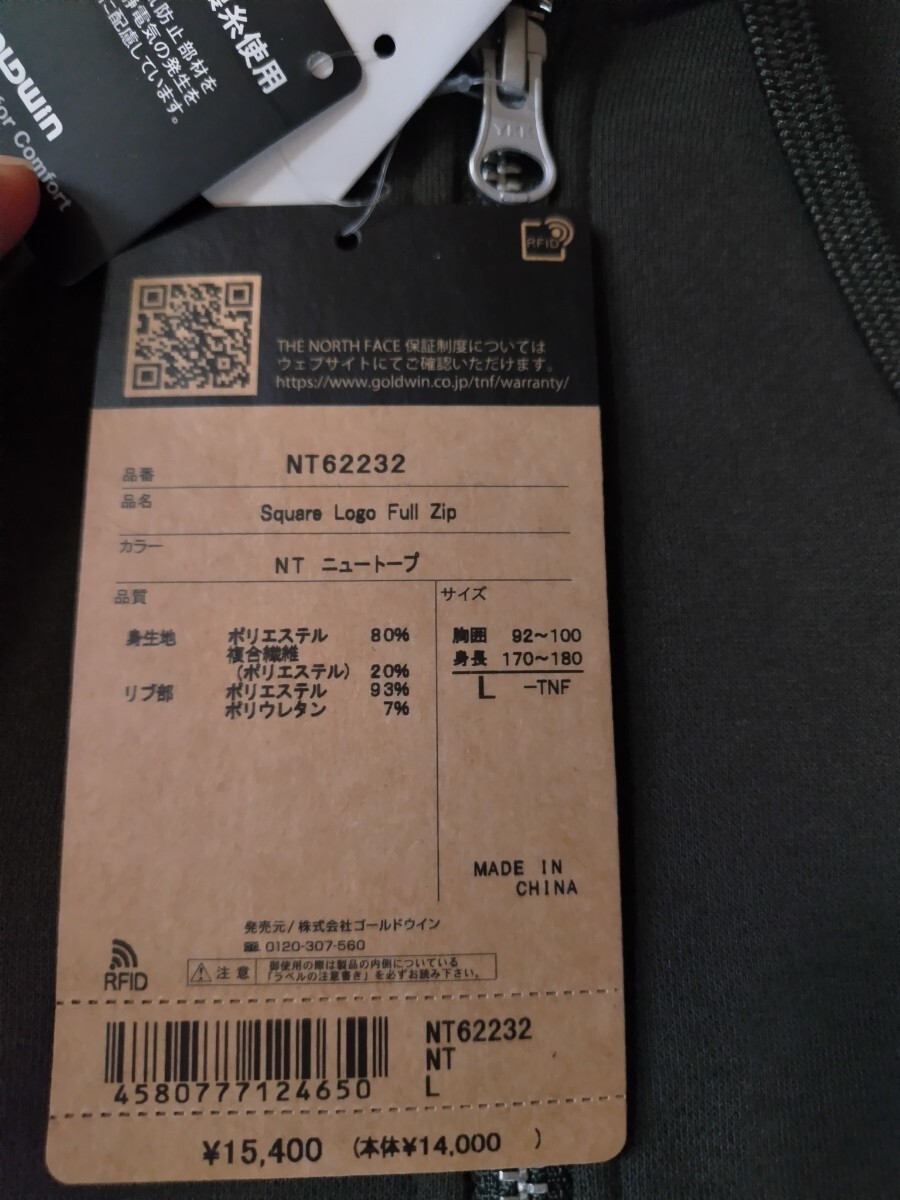 糸使用
防止部材を
静電気の発生を
に配慮しています。
for Comfort
YKK
RFID
THE NORTH FACE 保証制度については
ウェブサイトにてご確認いただけます。
https://www.goldwin.co.jp/tnf/warranty/
品番 NT62232
品名 Square Logo Full Zip
カラー NT ニュートープ
品質
身生地 ポリエステル 80%
複合繊維
(ポリエステル) 20%
リブ部 ポリエステル 93%
ポリウレタン 7%
サイズ
胸囲 92～100
身長 170～180
L -TNF
MADE IN
CHINA
発売元/株式会社ゴールドウイン
☎ 0120-307-560
RFID
注意 御使用の際は製品の内側についている
「ラベルの注意書き」を必ずお読み下さい。
4580777124650
NT62232
NT
L
¥15,400 (本体¥14,000 )